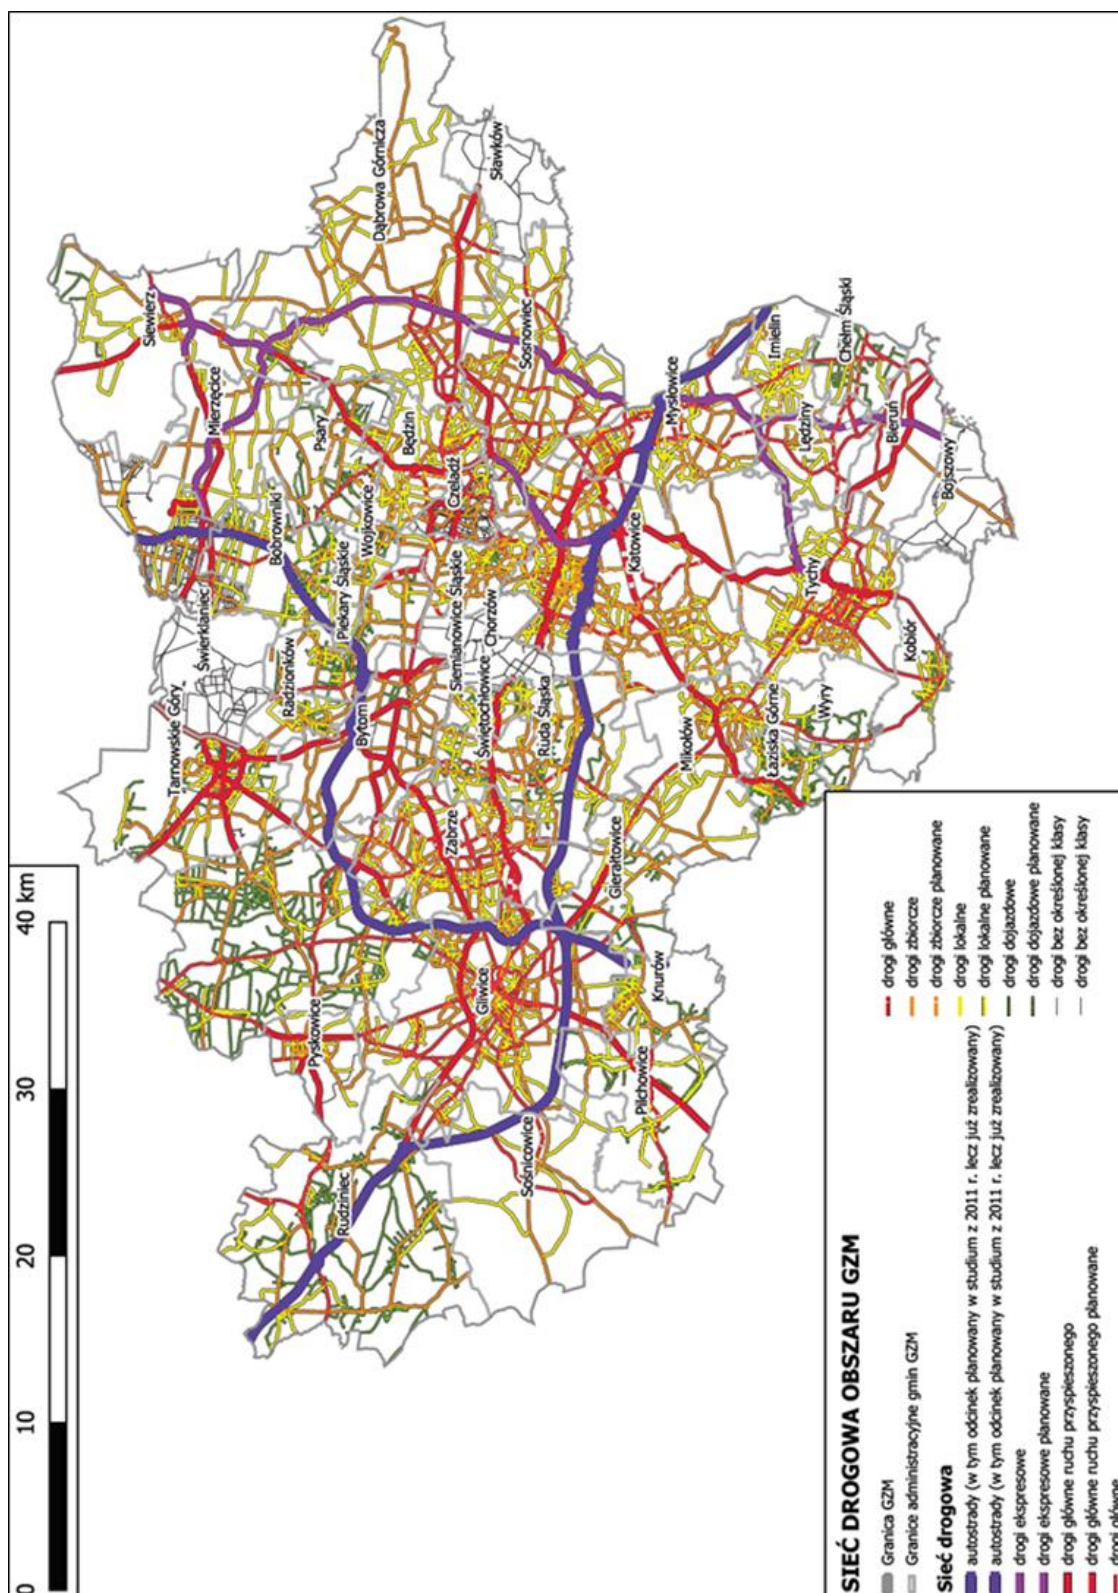 0 10 20 30 40 km
Siewierz
Mierzęcice
Dąbrowa Górnicza
Sławków
Psary
Będzin
Sosnowiec
Bobrowniki
Wojkowice
Czeladź
Mysłowice
Imielin
Chełm Śląski
Lędziny
Bieruń
Bojszowy
Świerklaniec
Piekary Śląskie
Siemianowice Śląskie
Chorzów
Katowice
Tychy
Kobiór
Tarnowskie Góry
Radzionków
Bytom
Świętochłowice
Ruda Śląska
Mikołów
Łaziska Górne
Wyry
Zabrze
Gierałtowice
Pyskowice
Gliwice
Knurów
Pilchowice
Rudziniec
Sośnicowice
SIEĆ DROGOWA OBSZARU GZM
Granica GZM
Granice administracyjne gmin GZM
Sieć drogowa
autostrady (w tym odcinek planowany w studium z 2011 r. lecz już zrealizowany)
autostrady (w tym odcinek planowany w studium z 2011 r. lecz już zrealizowany)
drogi ekspresowe
drogi ekspresowe planowane
drogi główne ruchu przyspieszonego
drogi główne ruchu przyspieszonego planowane
drogi główne
drogi główne
drogi zbiorcze
drogi zbiorcze planowane
drogi lokalne
drogi lokalne planowane
drogi dojazdowe
drogi dojazdowe planowane
drogi bez określonej klasy
drogi bez określonej klasy